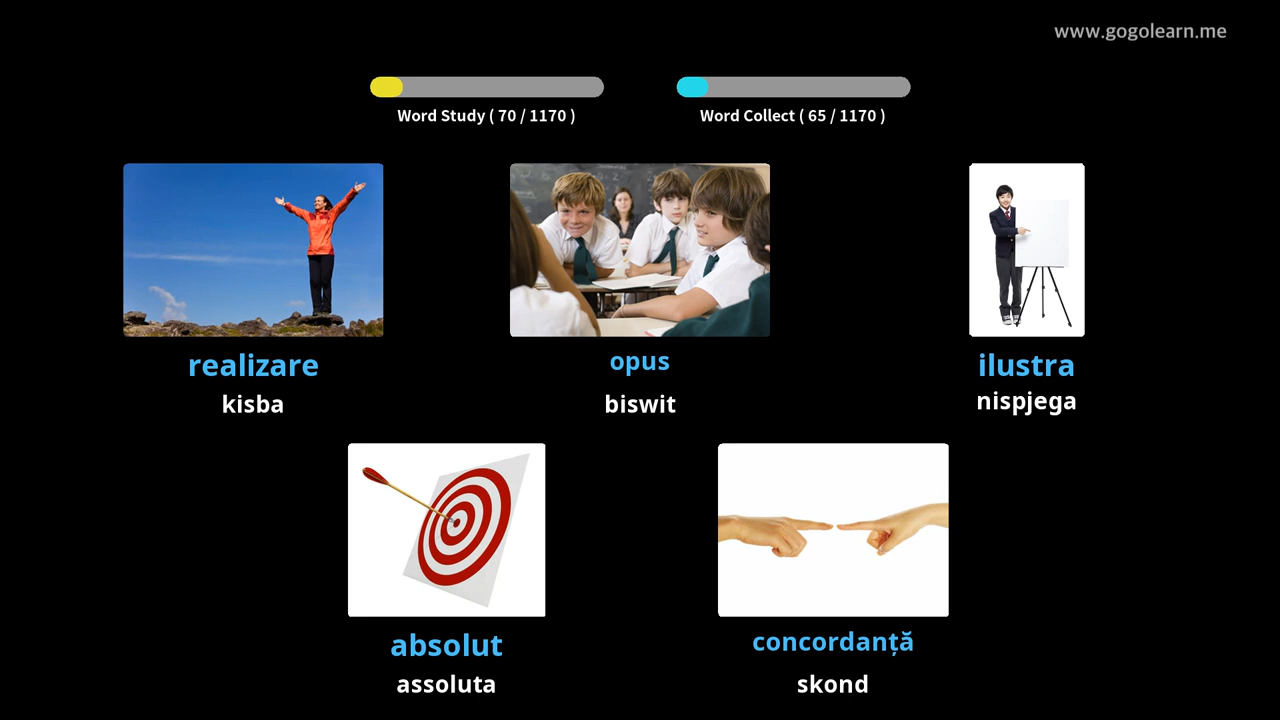 www.gogolearn.me
Word Study ( 70 / 1170 )
Word Collect ( 65 / 1170 )
realizare
kisba
opus
biswit
ilustra
nispjega
absolut
assoluta
concordanță
skond